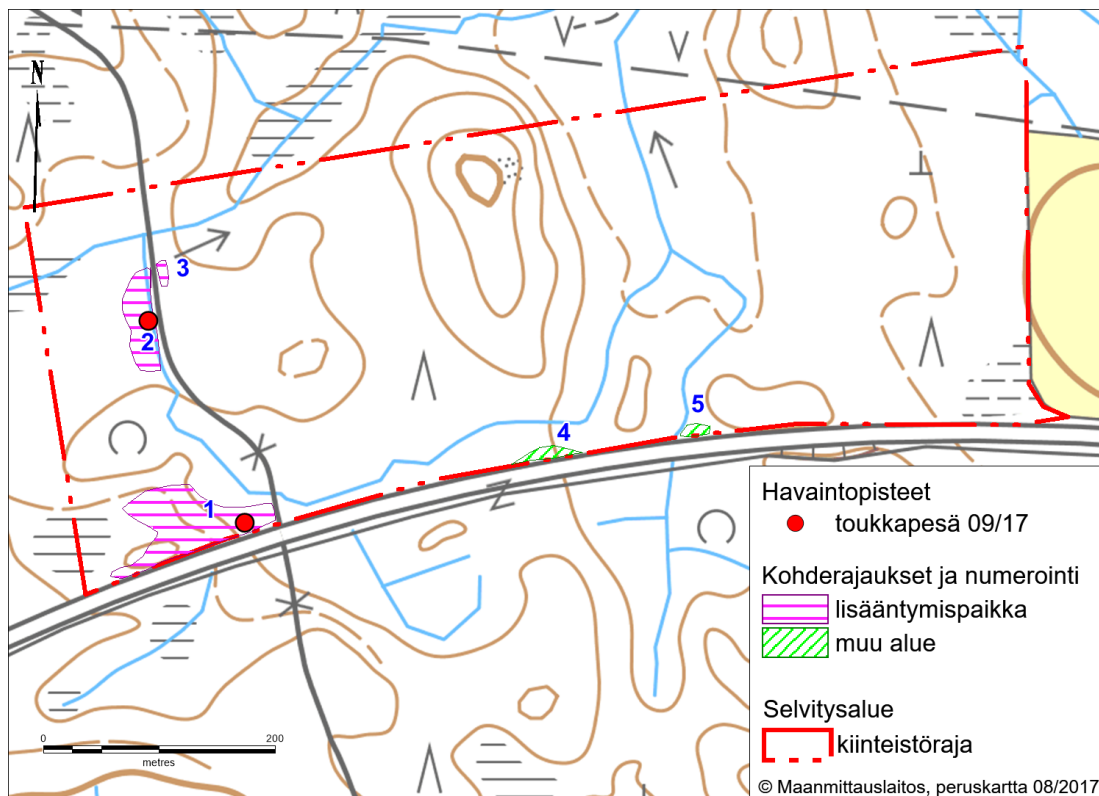 N
3
2
5
4
1
Havaintopisteet
toukkapesä 09/17
Kohderajaukset ja numerointi
lisääntymispaikka
muu alue
Selvitysalue
kiinteistöraja
0 200
metres
© Maanmittauslaitos, peruskartta 08/2017